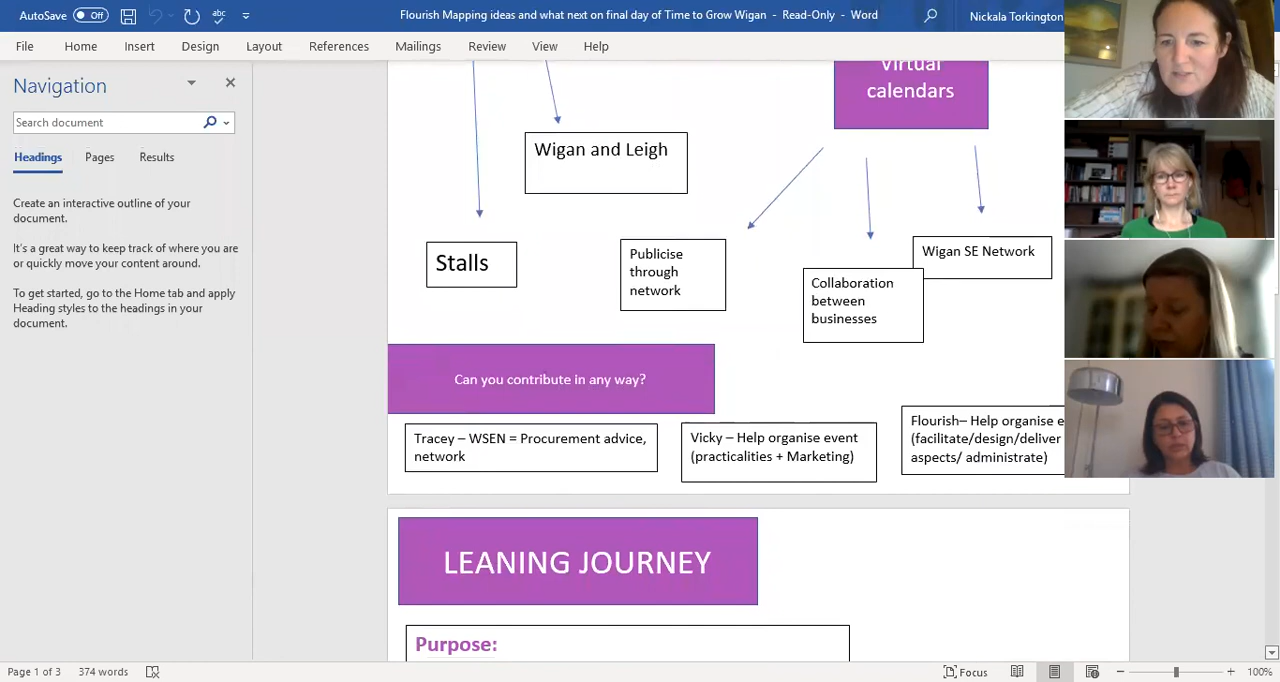 AutoSave Off
Flourish Mapping ideas and what next on final day of Time to Grow Wigan - Read-Only - Word
Nickala Torkington
File Home Insert Design Layout References Mailings Review View Help
Navigation
Search document
Headings Pages Results
Create an interactive outline of your
document.
It's a great way to keep track of where you are
or quickly move your content around.
To get started, go to the Home tab and apply
Heading styles to the headings in your
document.
Virtual
calendars
Wigan and Leigh
Stalls
Publicise
through
network
Collaboration
between
businesses
Wigan SE Network
Can you contribute in any way?
Tracey – WSEN = Procurement advice,
network
Vicky – Help organise event
(practicalities + Marketing)
Flourish– Help organise e
(facilitate/design/deliver
aspects/ administrate)
LEANING JOURNEY
Purpose:
Page 1 of 3 374 words
Focus
100%